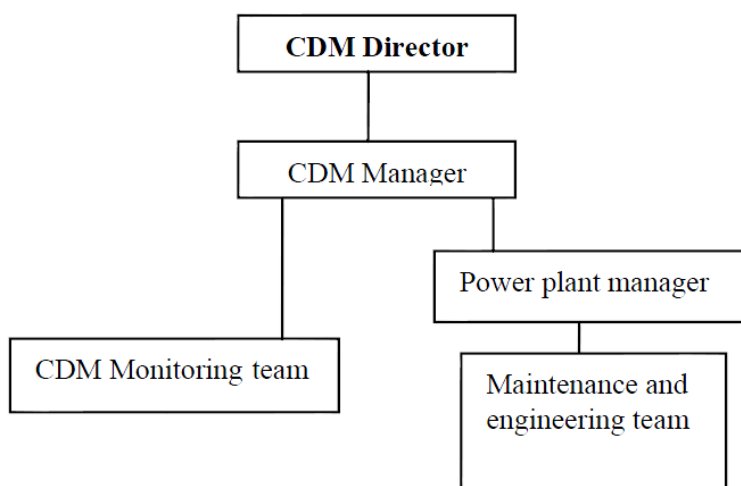 CDM Director
CDM Manager
Power plant manager
CDM Monitoring team
Maintenance and
engineering team